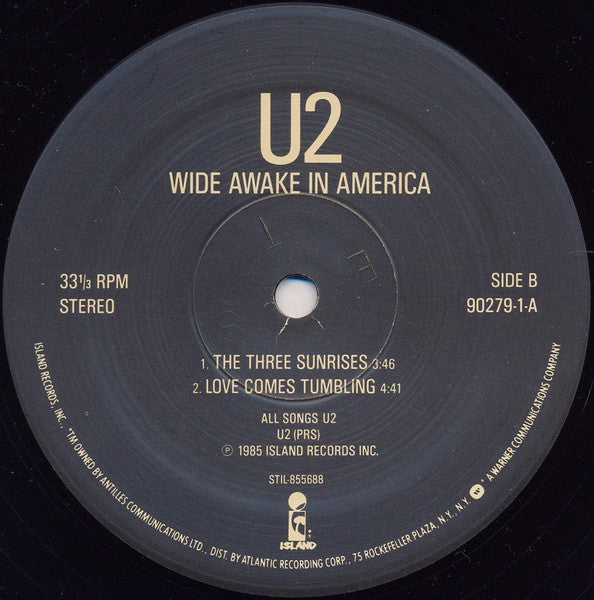 U2
WIDE AWAKE IN AMERICA
33 1/3 RPM
STEREO
SIDE B
90279-1-A
1. THE THREE SUNRISES 3:46
2. LOVE COMES TUMBLING 4:41
ALL SONGS U2
U2 (PRS)
℗ 1985 ISLAND RECORDS INC.
STIL-855688
ISLAND
ISLAND RECORDS, INC., *TM OWNED BY ANTILLES COMMUNICATIONS LTD., DIST. BY ATLANTIC RECORDING CORP., 75 ROCKEFELLER PLAZA, N.Y., N.Y. W * A WARNER COMMUNICATIONS COMPANY